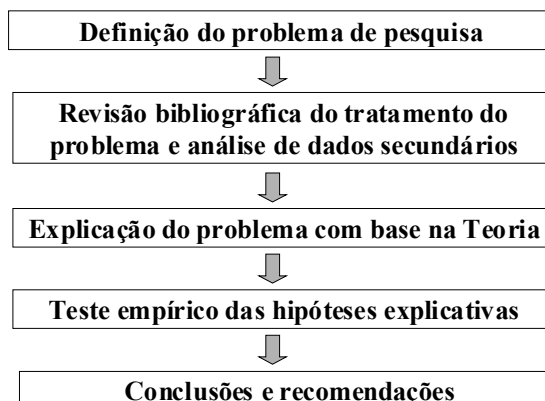 Definição do problema de pesquisa
Revisão bibliográfica do tratamento do
problema e análise de dados secundários
Explicação do problema com base na Teoria
Teste empírico das hipóteses explicativas
Conclusões e recomendações